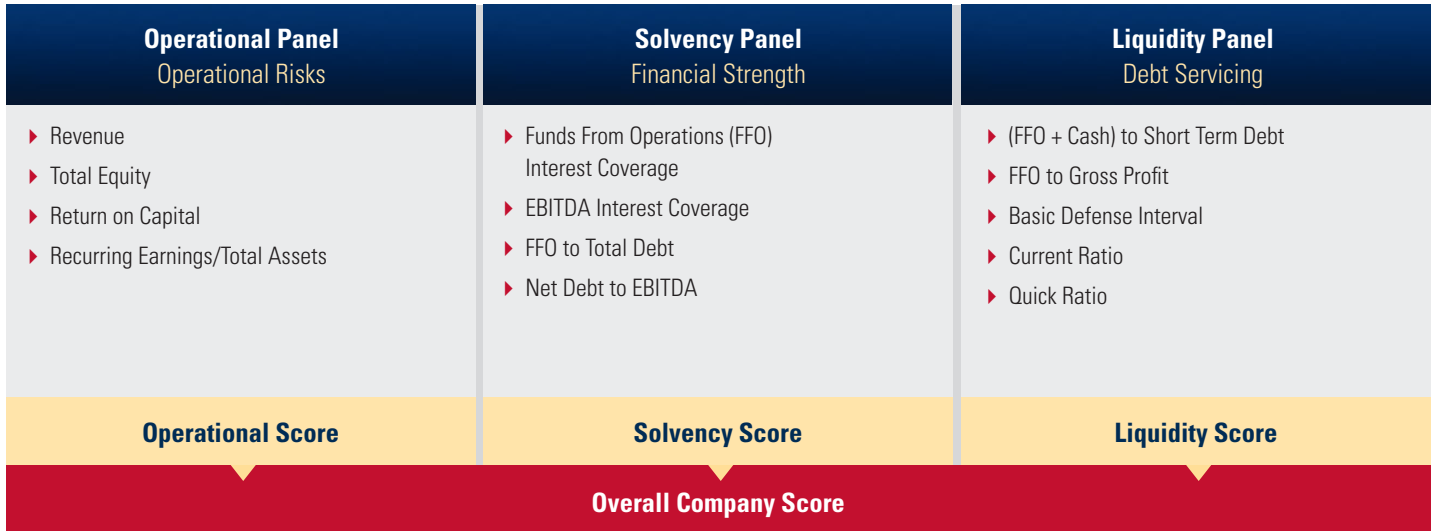 Operational Panel
Operational Risks
Revenue
Total Equity
Return on Capital
Recurring Earnings/Total Assets
Operational Score
Solvency Panel
Financial Strength
Funds From Operations (FFO)
Interest Coverage
EBITDA Interest Coverage
FFO to Total Debt
Net Debt to EBITDA
Solvency Score
Liquidity Panel
Debt Servicing
(FFO + Cash) to Short Term Debt
FFO to Gross Profit
Basic Defense Interval
Current Ratio
Quick Ratio
Liquidity Score
Overall Company Score